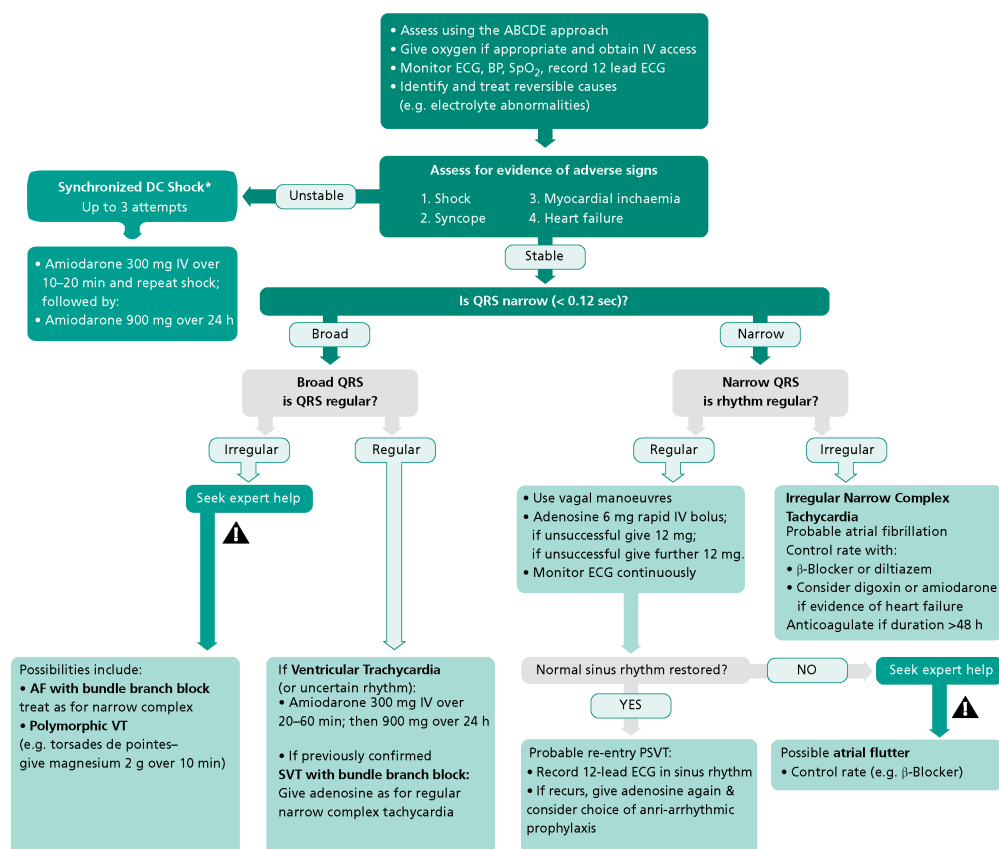 • Assess using the ABCDE approach
• Give oxygen if appropriate and obtain IV access
• Monitor ECG, BP, SpO2, record 12 lead ECG
• Identify and treat reversible causes
(e.g. electrolyte abnormalities)
Assess for evidence of adverse signs
1. Shock
3. Myocardial inchaemia
2. Syncope
4. Heart failure
Unstable
Synchronized DC Shock*
Up to 3 attempts
• Amiodarone 300 mg IV over
10–20 min and repeat shock;
followed by:
• Amiodarone 900 mg over 24 h
Stable
Is QRS narrow (< 0.12 sec)?
Broad
Narrow
Broad QRS
is QRS regular?
Narrow QRS
is rhythm regular?
Irregular
Regular
Regular
Irregular
Seek expert help
• Use vagal manoeuvres
• Adenosine 6 mg rapid IV bolus;
if unsuccessful give 12 mg;
if unsuccessful give further 12 mg.
• Monitor ECG continuously
Irregular Narrow Complex
Tachycardia
Probable atrial fibrillation
Control rate with:
• β-Blocker or diltiazem
• Consider digoxin or amiodarone
if evidence of heart failure
Anticoagulate if duration >48 h
Possibilities include:
• AF with bundle branch block
treat as for narrow complex
• Polymorphic VT
(e.g. torsades de pointes–
give magnesium 2 g over 10 min)
If Ventricular Trachycardia
(or uncertain rhythm):
• Amiodarone 300 mg IV over
20–60 min; then 900 mg over 24 h
• If previously confirmed
SVT with bundle branch block:
Give adenosine as for regular
narrow complex tachycardia
Normal sinus rhythm restored?
NO
Seek expert help
YES
Probable re-entry PSVT:
• Record 12-lead ECG in sinus rhythm
• If recurs, give adenosine again &
consider choice of anri-arrhythmic
prophylaxis
Possible atrial flutter
• Control rate (e.g. β-Blocker)